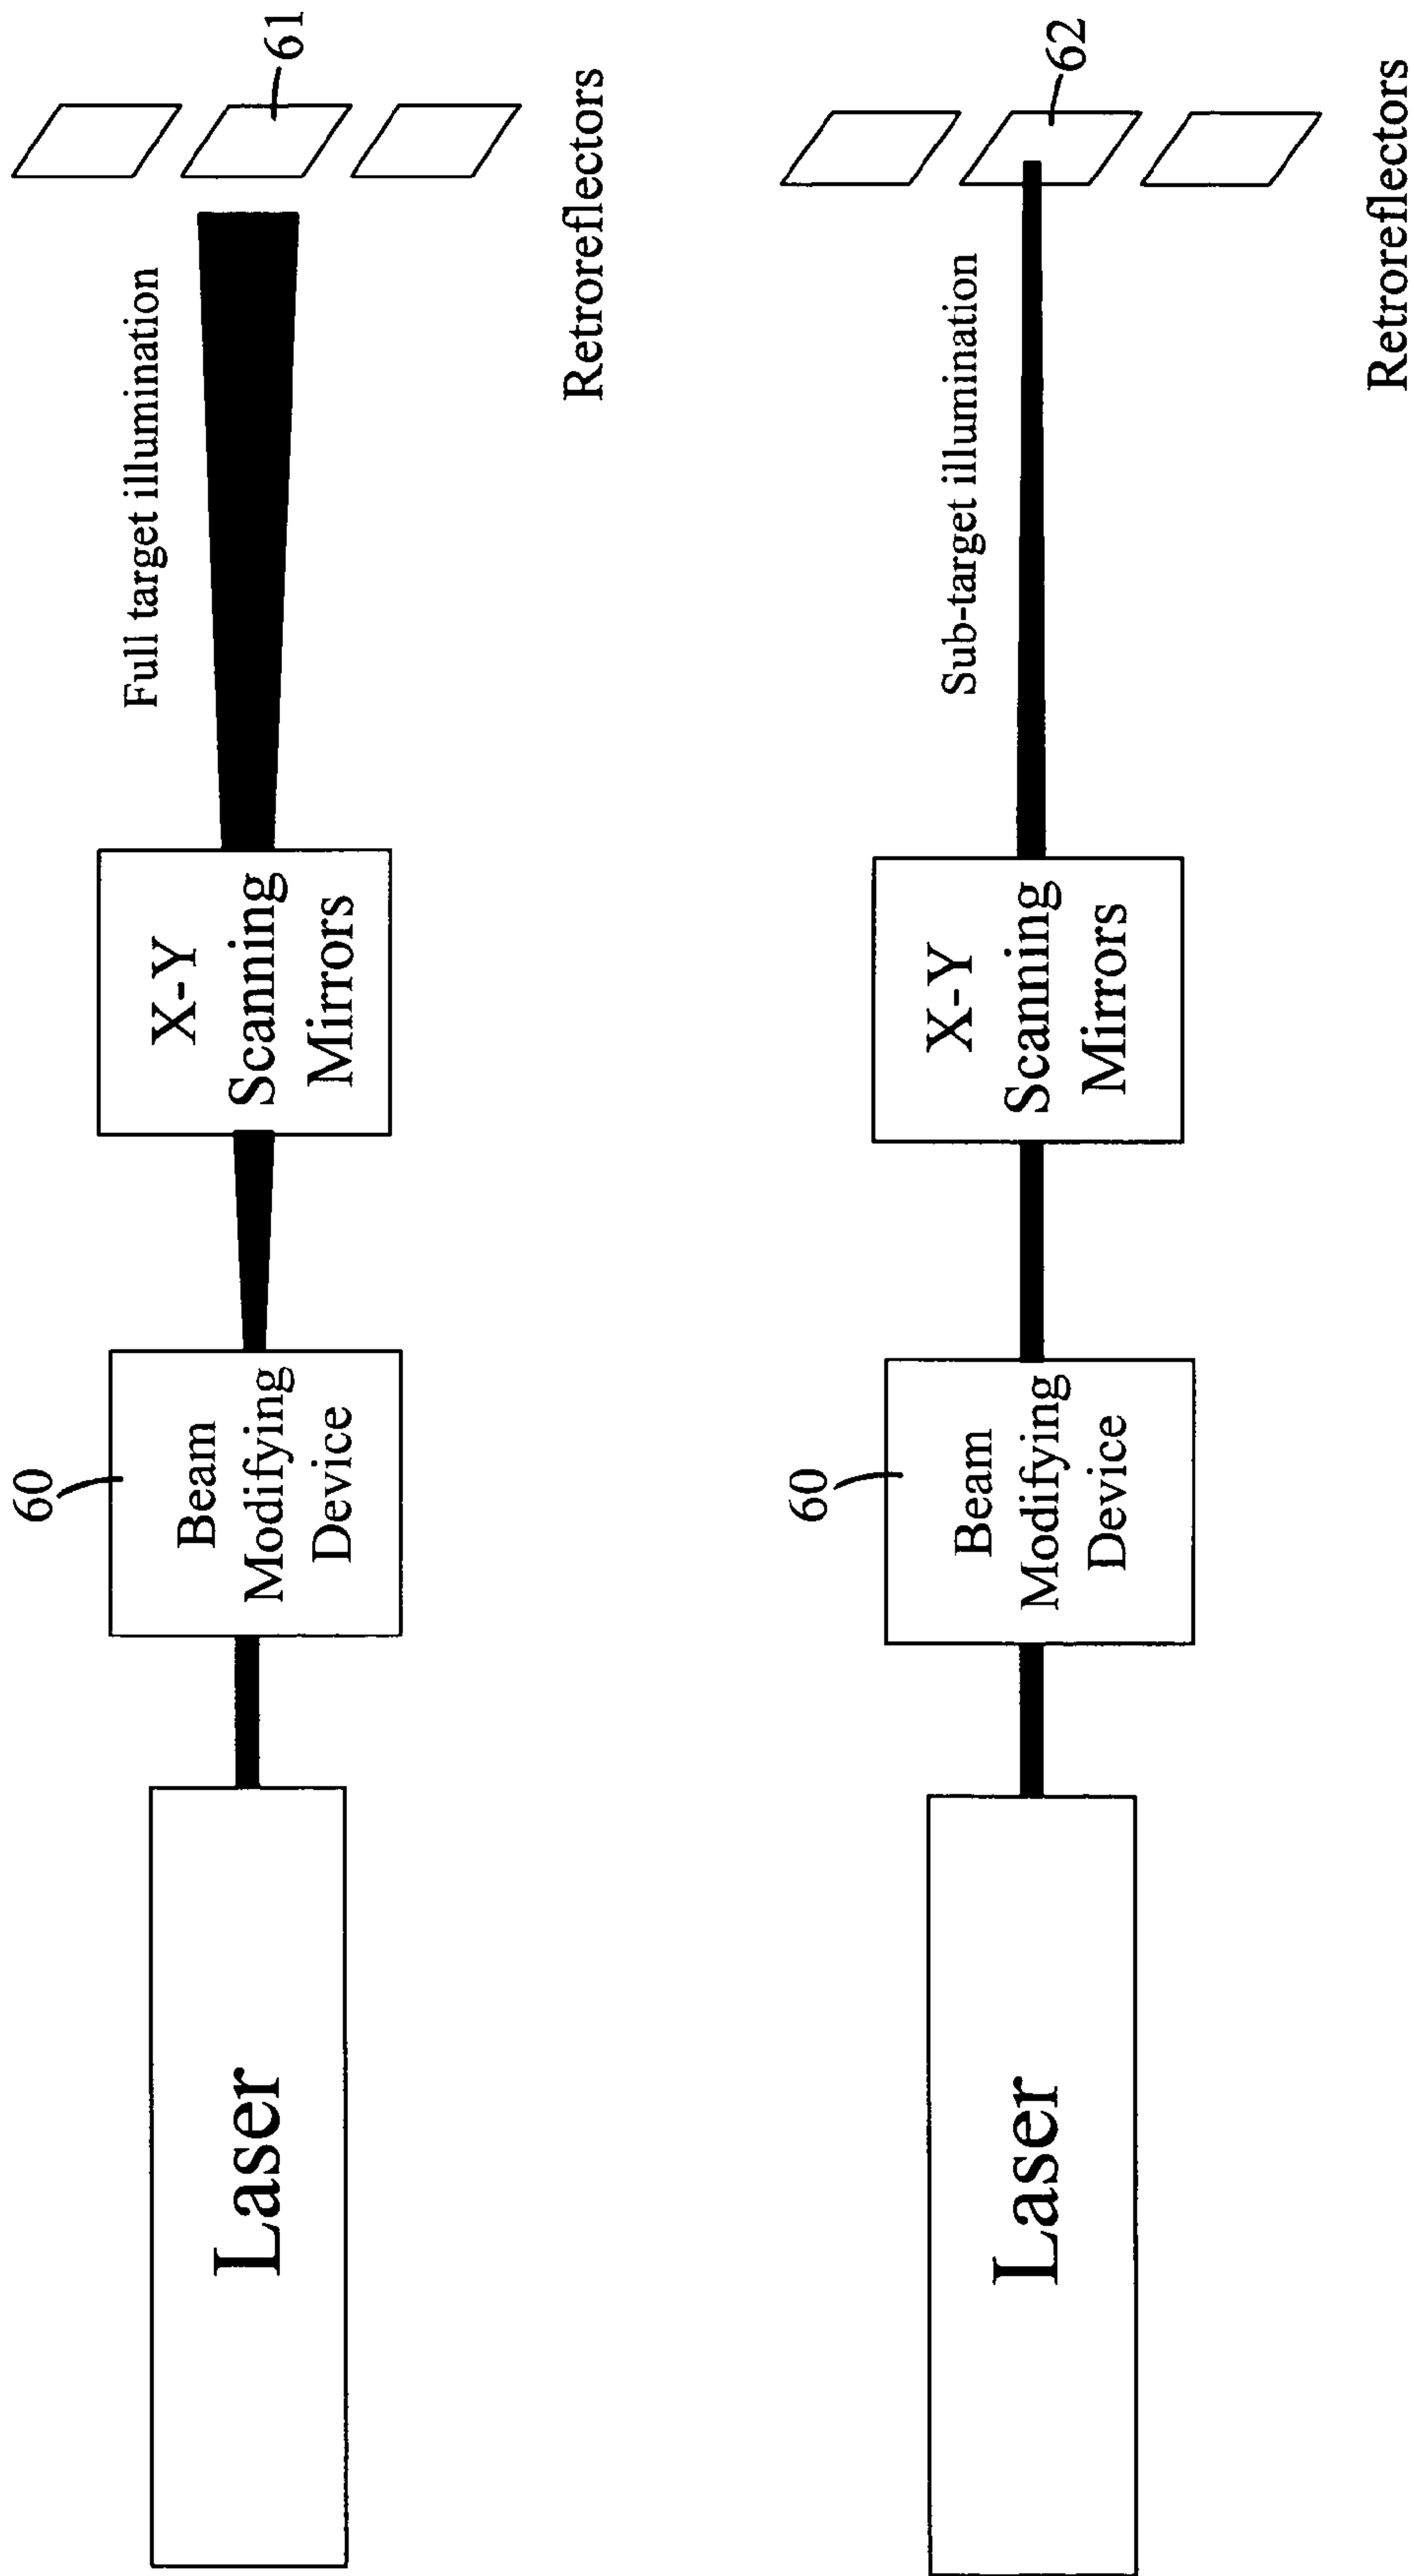 Laser
60
Beam
Modifying
Device
X-Y
Scanning
Mirrors
Full target illumination
61
Retroreflectors
Laser
60
Beam
Modifying
Device
X-Y
Scanning
Mirrors
Sub-target illumination
62
Retroreflectors